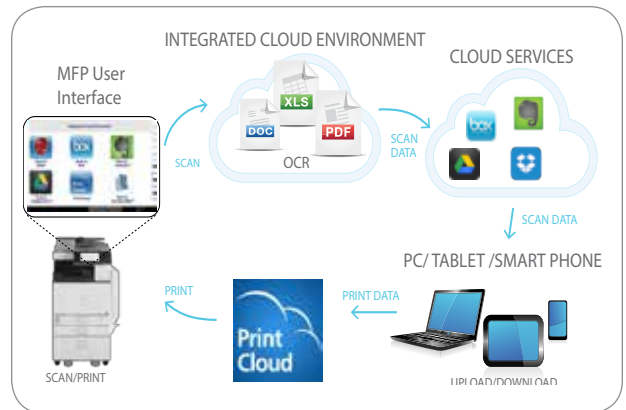 INTEGRATED CLOUD ENVIRONMENT
CLOUD SERVICES
MFP User
Interface
box
XLS
DOC
PDF
OCR
box
SCAN
SCAN
DATA
SCAN DATA
PC/ TABLET /SMART PHONE
PRINT
PRINT DATA
Print
Cloud
SCAN/PRINT
UPLOAD/DOWNLOAD